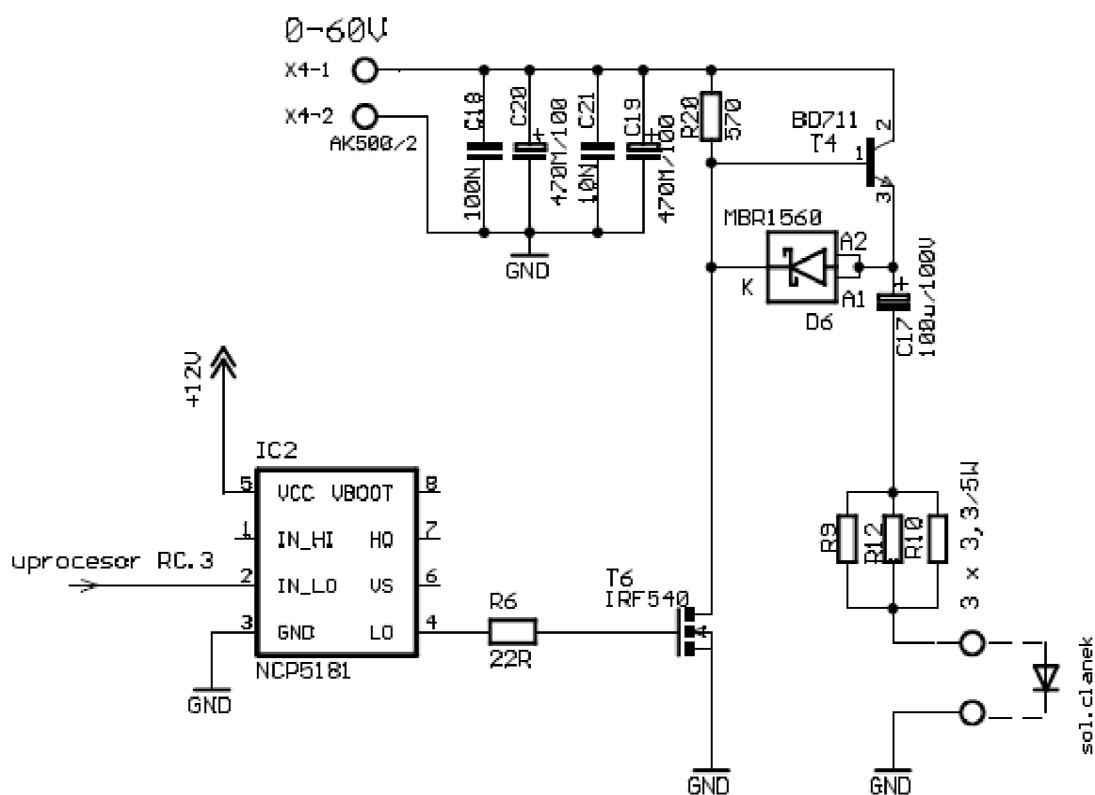 0-60V
X4-1
X4-2
AK500/2
C18
100N
C20
470M/100
C21
10N
C19
470M/100
R20
570
BD711
T4
1
2
3
MBR1560
A2
K
A1
D6
GND
C17
100u/100V
+12V
IC2
5 VCC VBOOT 8
1 IN_HI HO 7
uprocesor RC.3
2 IN_LO VS 6
3 GND LO 4
NCP5181
GND
R6
22R
T6
IRF540
R9
R12
R10
3 x 3,3/5W
sol.clanek
GND
GND